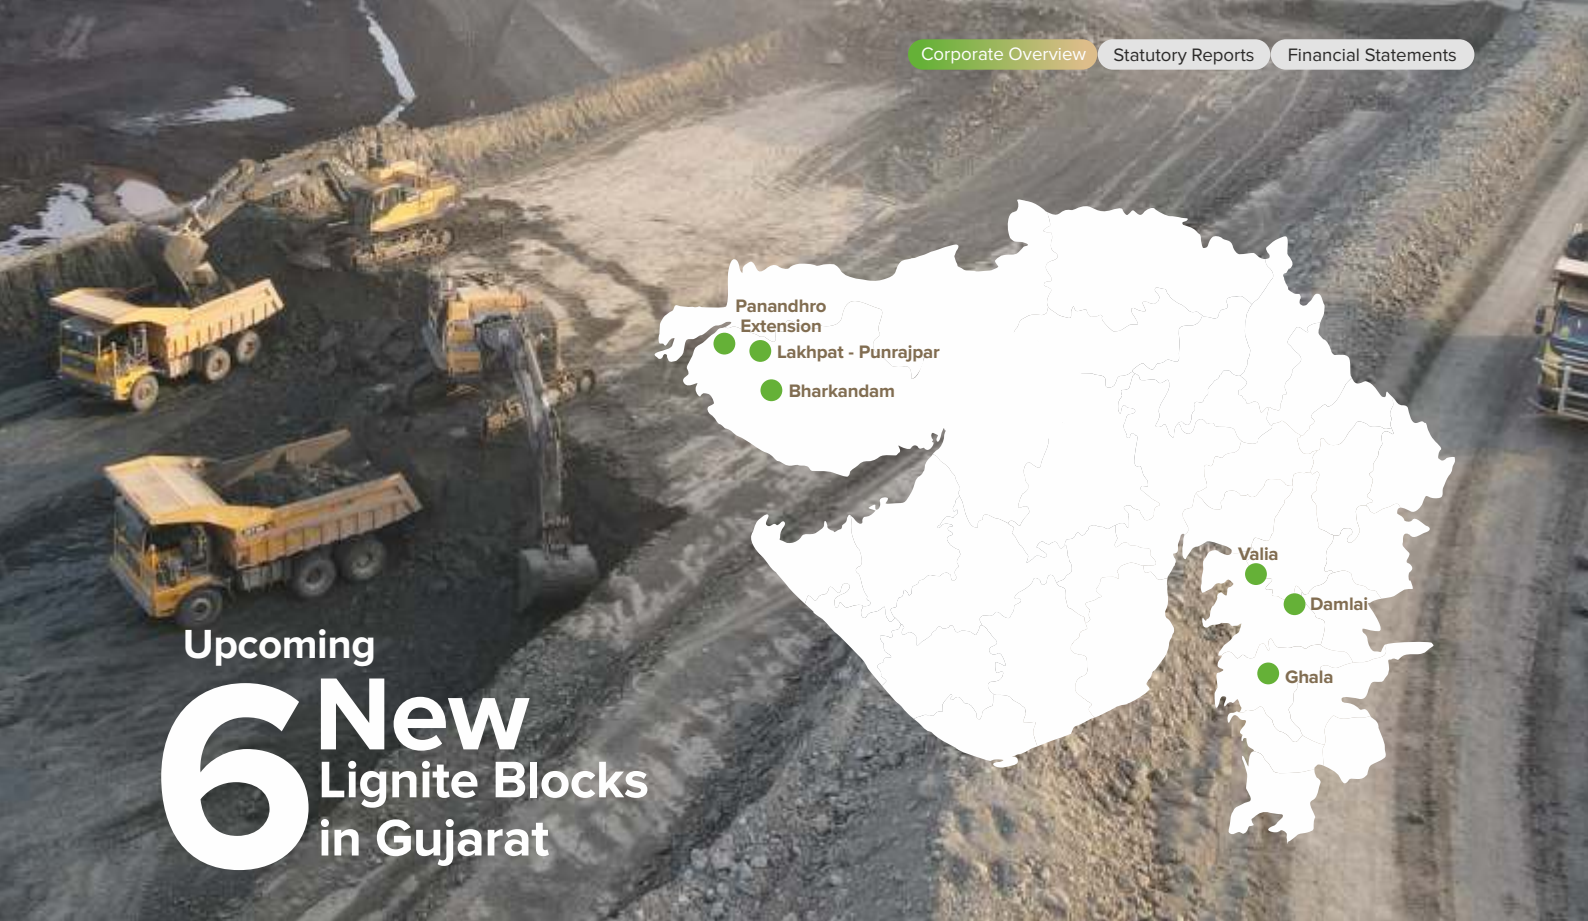 Corporate Overview
Statutory Reports
Financial Statements
Panandhro
Extension
Lakhpat - Punrajpar
Bharkandam
Valia
Damlai
Ghala
Upcoming
6 New
Lignite Blocks
in Gujarat